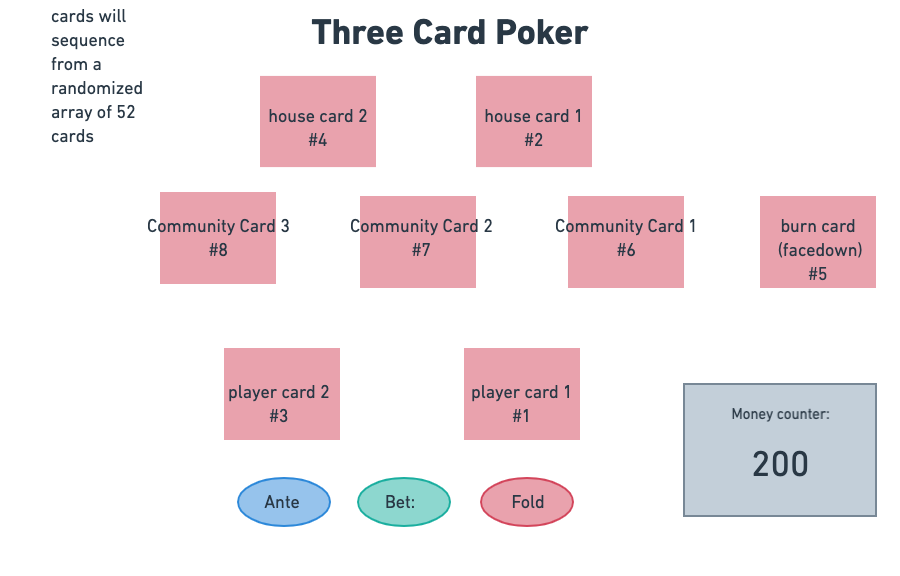 cards will
sequence
from a
randomized
array of 52
cards
Three Card Poker
house card 2
#4
house card 1
#2
Community Card 3
#8
Community Card 2
#7
Community Card 1
#6
burn card
(facedown)
#5
player card 2
#3
player card 1
#1
Money counter:
200
Ante
Bet:
Fold